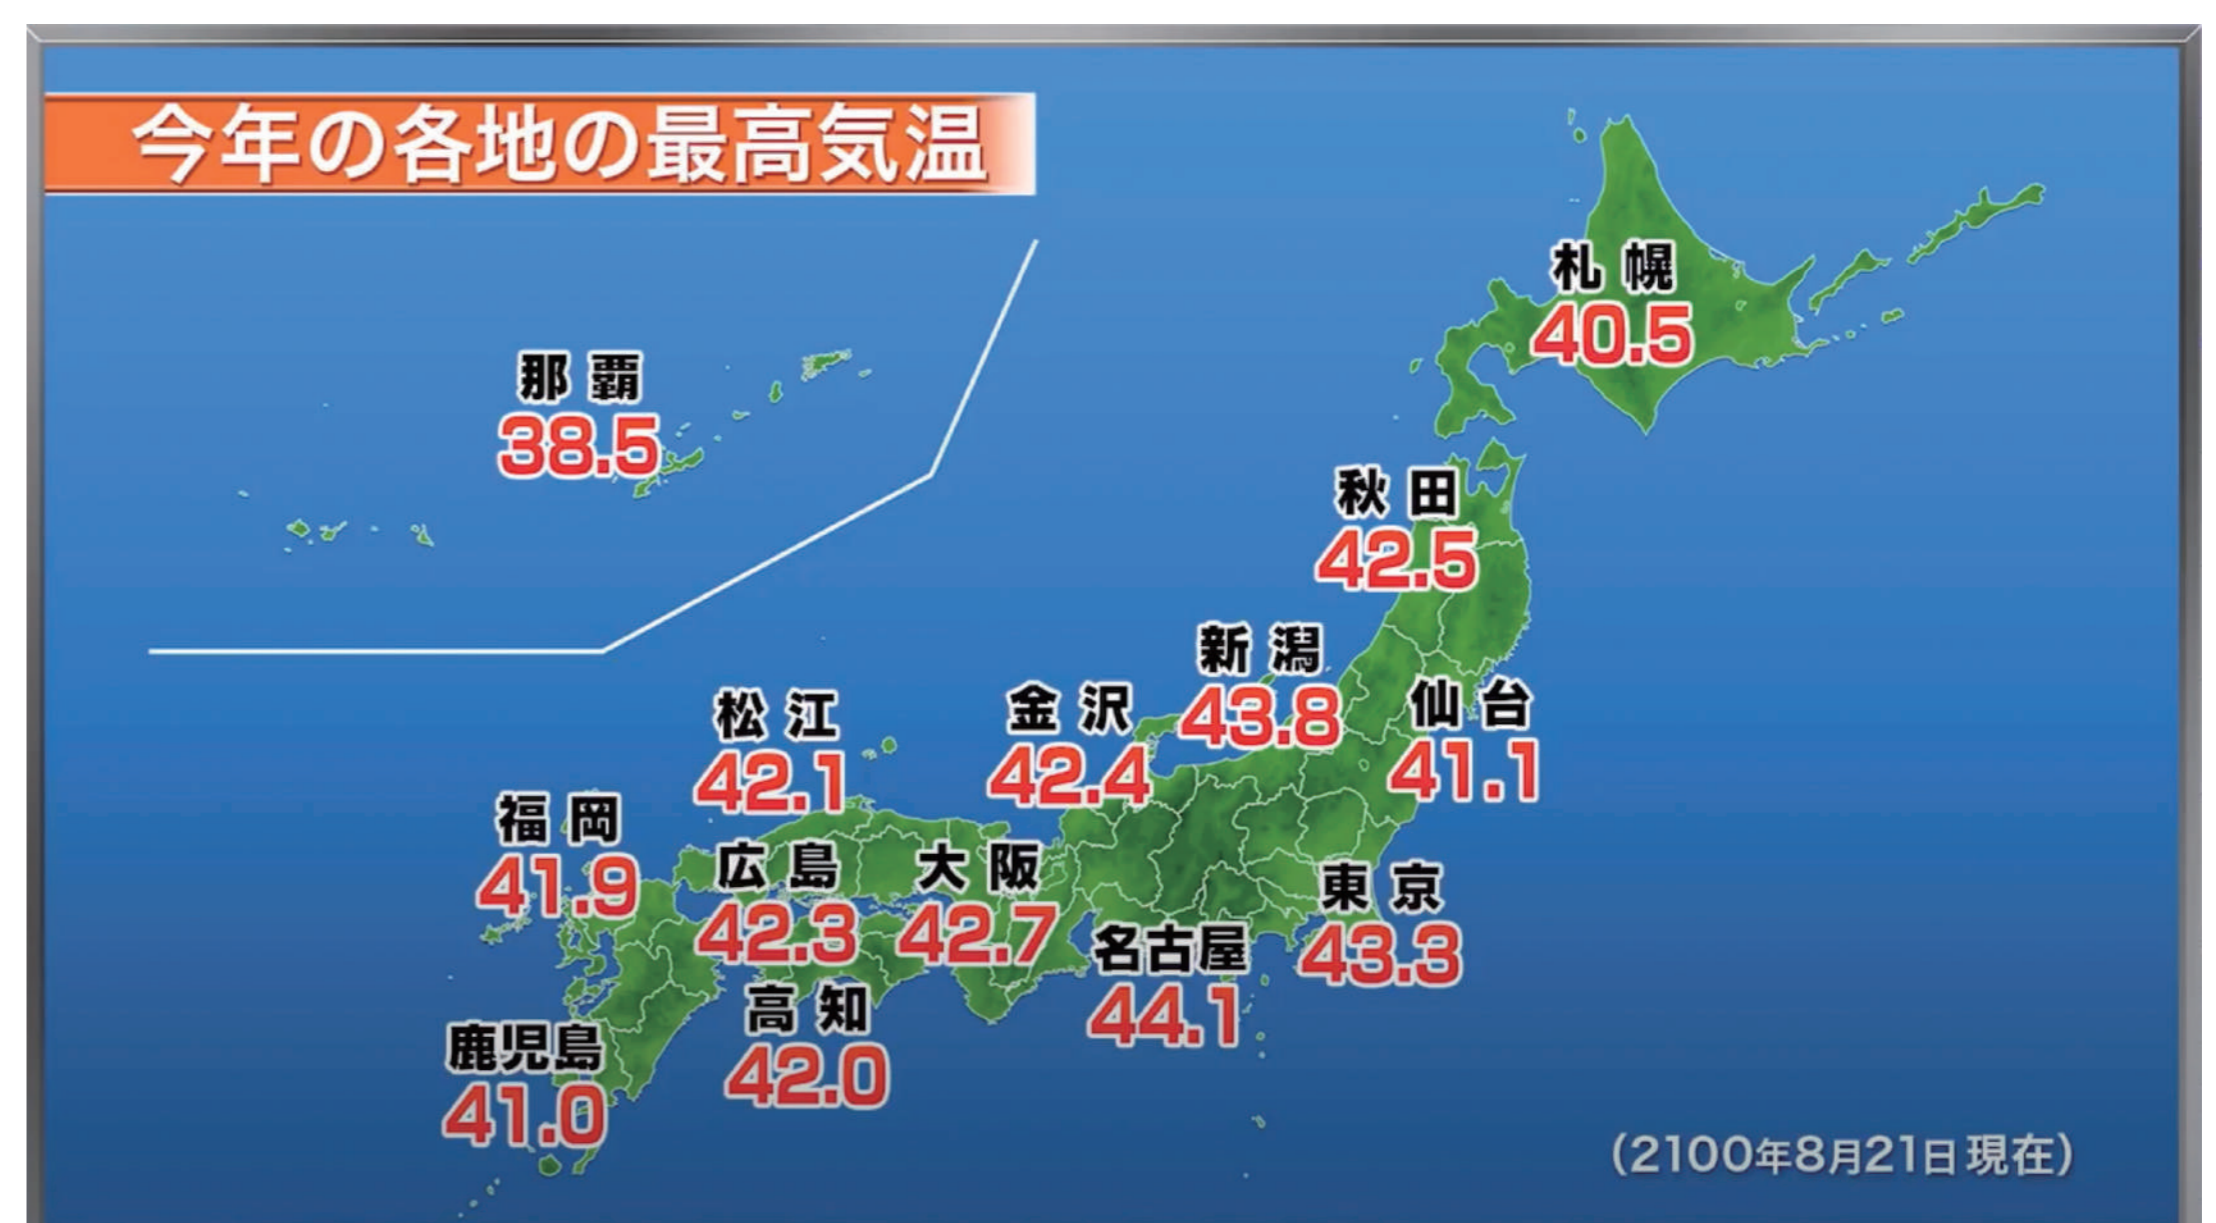 今年の各地の最高気温
札幌
40.5
那覇
38.5
秋田
42.5
新潟
43.8
仙台
41.1
金沢
42.4
松江
42.1
福岡
41.9
広島
42.3
大阪
42.7
東京
43.3
名古屋
44.1
高知
42.0
鹿児島
41.0
(2100年8月21日現在)